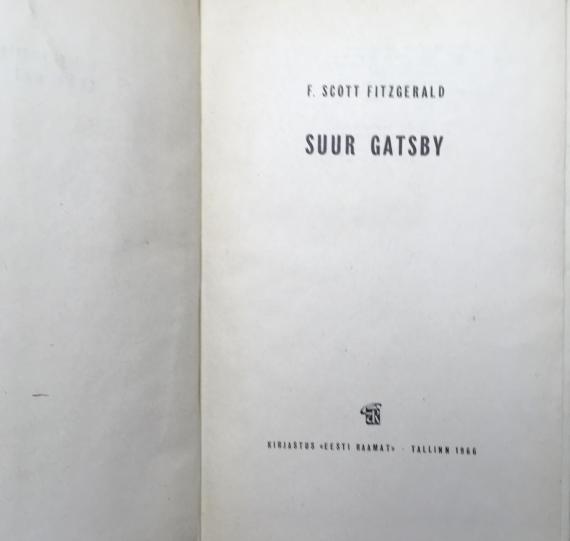 F. SCOTT FITZGERALD
SUUR GATSBY
KIRJASTUS «EESTI RAAMAT» · TALLINN 1966